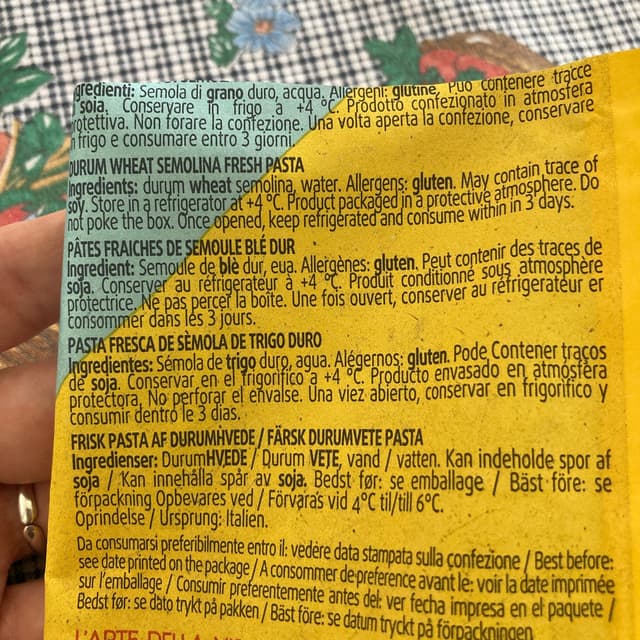 gredienti: Semola di grano duro, acqua. Allergeni: glutine. Può contenere tracce
soia. Conservare in frigo a +4 °C. Prodotto confezionato in atmosfera
rotettiva. Non forare la confezione. Una volta aperta la confezione, conservare
n frigo e consumare entro 3 giorni
DURUM WHEAT SEMOLINA FRESH PASTA
Ingredients: durum wheat semolina, water. Allergens: gluten. May contain trace of
soy. Store in a refrigerator at +4 °C. Product packaged in a protective atmosphere. Do
not poke the box. Once opened, keep refrigerated and consume within in 3 days.
PÂTES FRAICHES DE SEMOULE BLÉ DUR
Ingredient: Semoule de blè dur, eua. Allergènes: gluten. Peut contenir des traces de
soja. Conserver au réfrigérateur à +4 °C. Produit conditionné sous atmosphère
protectrice. Ne pas percer la boîte. Une fois ouvert, conserver au réfrigérateur er
consommer dans lés 3 jours.
PASTA FRESCA DE SÈMOLA DE TRIGO DURO
Ingredientes: Sémola de trigo duro, agua. Alégernos: gluten. Pode Contener traços
de soja. Conservar en el frigorifico a +4 °C. Producto envasado en atmósfera
protectora, No perforar el envalse. Una viez abierto, conservar en frigorífico y
consumir dentro le 3 dias.
FRISK PASTA AF DURUMHVEDE / FÄRSK DURUMVETE PASTA
Ingredienser: DurumHVEDE / Durum VETE, vand / vatten. Kan indeholde spor af
soja / Kan innehålla spår av soja. Bedst før: se emballage / Bäst före: se
förpackning Opbevares ved / Förvaras vid 4°C til/till 6°C.
Oprindelse / Ursprung: Italien.
Da consumarsi preferibilmente entro il: vedere data stampata sulla confezione / Best before:
see date printed on the package / A consommer de preference avant le: voir la date imprimée
sur l'emballage / Consumir preferentemente antes del: ver fecha impresa en el paquete /
Bedst før: se dato trykt på pakken / Bäst före: se datum tryckt på förpackningen
L'ARTE DELLA